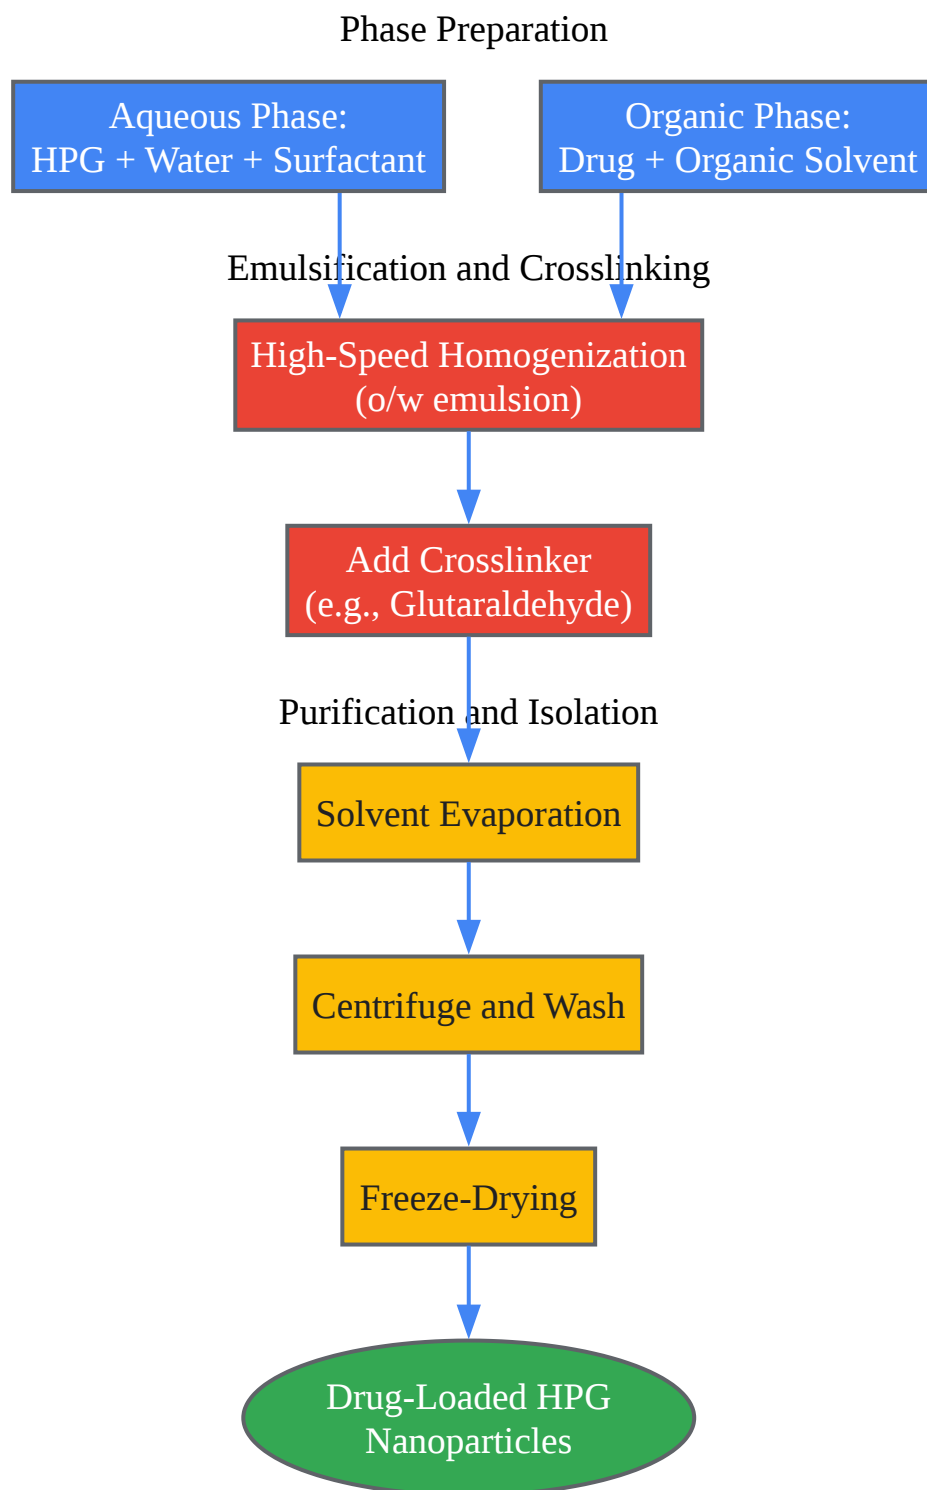 Phase Preparation
Aqueous Phase:
HPG + Water + Surfactant
Organic Phase:
Drug + Organic Solvent
Emulsification and Crosslinking
High-Speed Homogenization
(o/w emulsion)
Add Crosslinker
(e.g., Glutaraldehyde)
Purification and Isolation
Solvent Evaporation
Centrifuge and Wash
Freeze-Drying
Drug-Loaded HPG
Nanoparticles